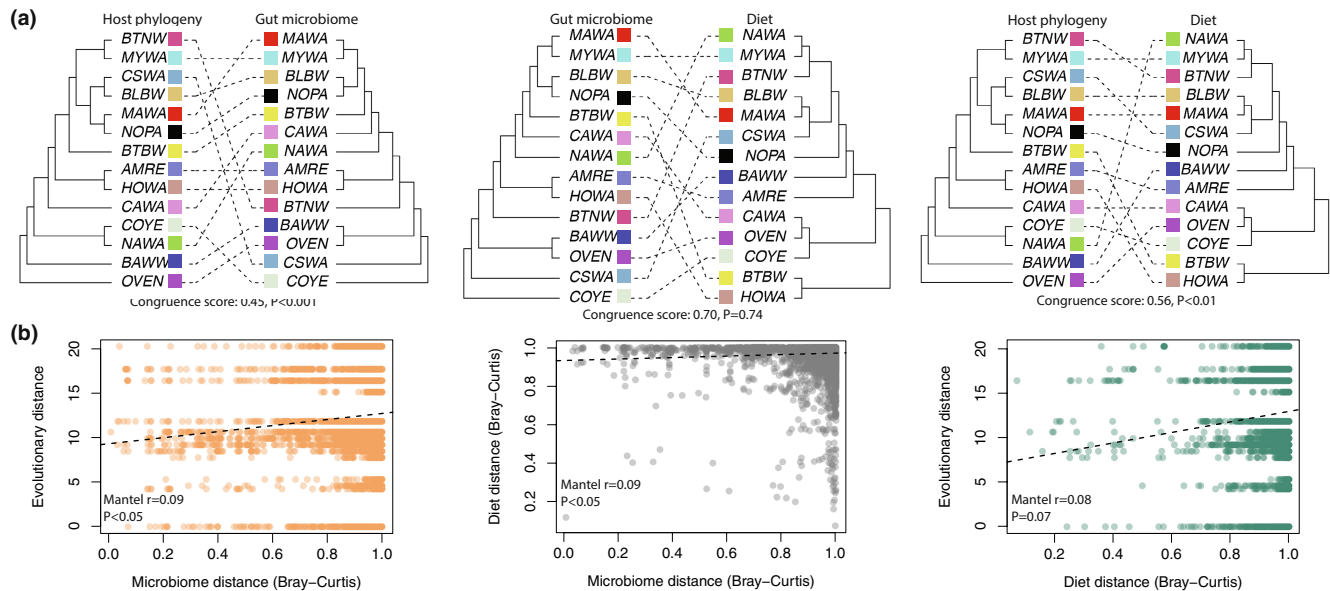 (a)
Host phylogeny Gut microbiome
BTNW MAWA
MYWA MYWA
CSWA BLBW
BLBW NOPA
MAWA BTBW
NOPA CAWA
BTBW NAWA
AMRE AMRE
HOWA HOWA
CAWA BTNW
COYE BAWW
NAWA OVEN
BAWW CSWA
OVEN COYE
Congruence score: 0.45, P<0.001
Gut microbiome Diet
MAWA NAWA
MYWA MYWA
BLBW BTNW
NOPA BLBW
BTBW MAWA
CAWA CSWA
NAWA NOPA
AMRE BAWW
HOWA AMRE
BTNW CAWA
BAWW OVEN
OVEN COYE
CSWA BTBW
COYE HOWA
Congruence score: 0.70, P=0.74
Host phylogeny Diet
BTNW NAWA
MYWA MYWA
CSWA BTNW
BLBW BLBW
MAWA MAWA
NOPA CSWA
BTBW NOPA
AMRE BAWW
HOWA AMRE
CAWA CAWA
COYE OVEN
NAWA COYE
BAWW BTBW
OVEN HOWA
Congruence score: 0.56, P<0.01
(b)
Evolutionary distance
20
15
10
5
0
Mantel r=0.09
P<0.05
0.0 0.2 0.4 0.6 0.8 1.0
Microbiome distance (Bray−Curtis)
Diet distance (Bray−Curtis)
1.0
0.8
0.6
0.4
0.2
Mantel r=0.09
P<0.05
0.0 0.2 0.4 0.6 0.8 1.0
Microbiome distance (Bray−Curtis)
Evolutionary distance
20
15
10
5
0
Mantel r=0.08
P=0.07
0.2 0.4 0.6 0.8 1.0
Diet distance (Bray−Curtis)